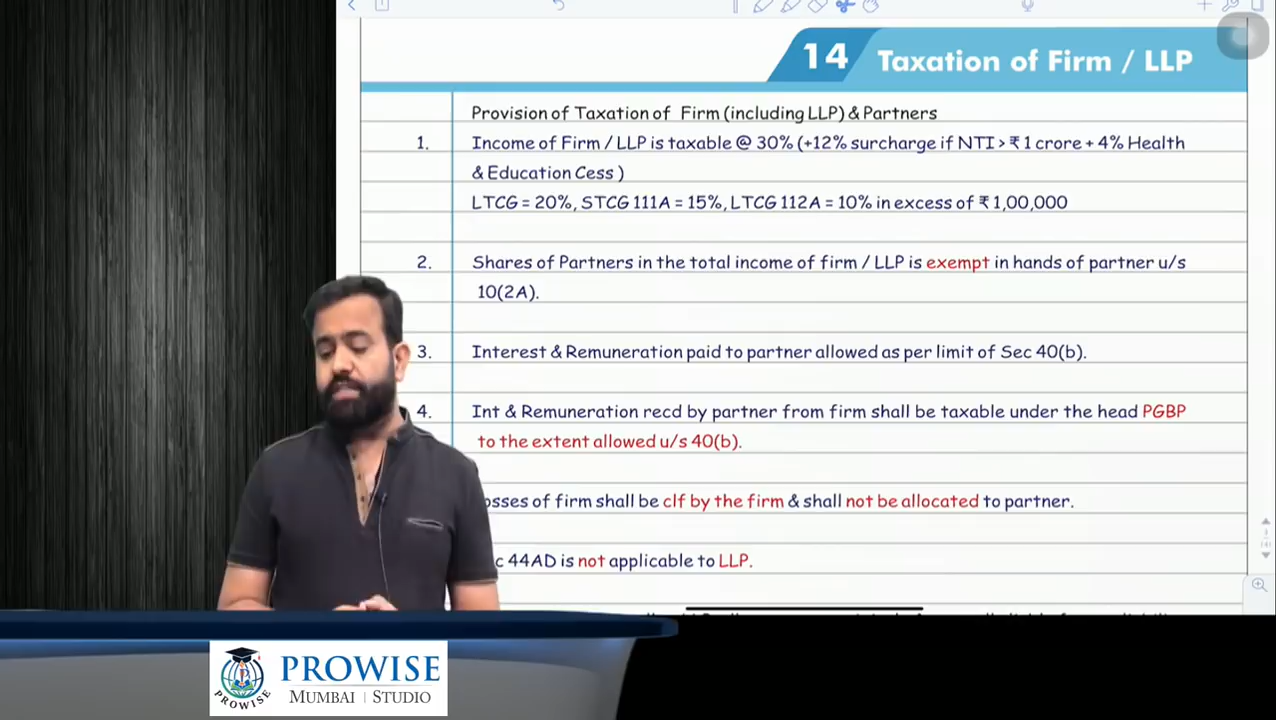 14 Taxation of Firm / LLP
Provision of Taxation of Firm (including LLP) & Partners
1. Income of Firm / LLP is taxable @ 30% (+12% surcharge if NTI > ₹ 1 crore + 4% Health
& Education Cess )
LTCG = 20%, STCG 111A = 15%, LTCG 112A = 10% in excess of ₹ 1,00,000
2. Shares of Partners in the total income of firm / LLP is exempt in hands of partner u/s
10(2A).
3. Interest & Remuneration paid to partner allowed as per limit of Sec 40(b).
4. Int & Remuneration recd by partner from firm shall be taxable under the head PGBP
to the extent allowed u/s 40(b).
osses of firm shall be clf by the firm & shall not be allocated to partner.
c 44AD is not applicable to LLP.
PROWISE
PROWISE
MUMBAI | STUDIO